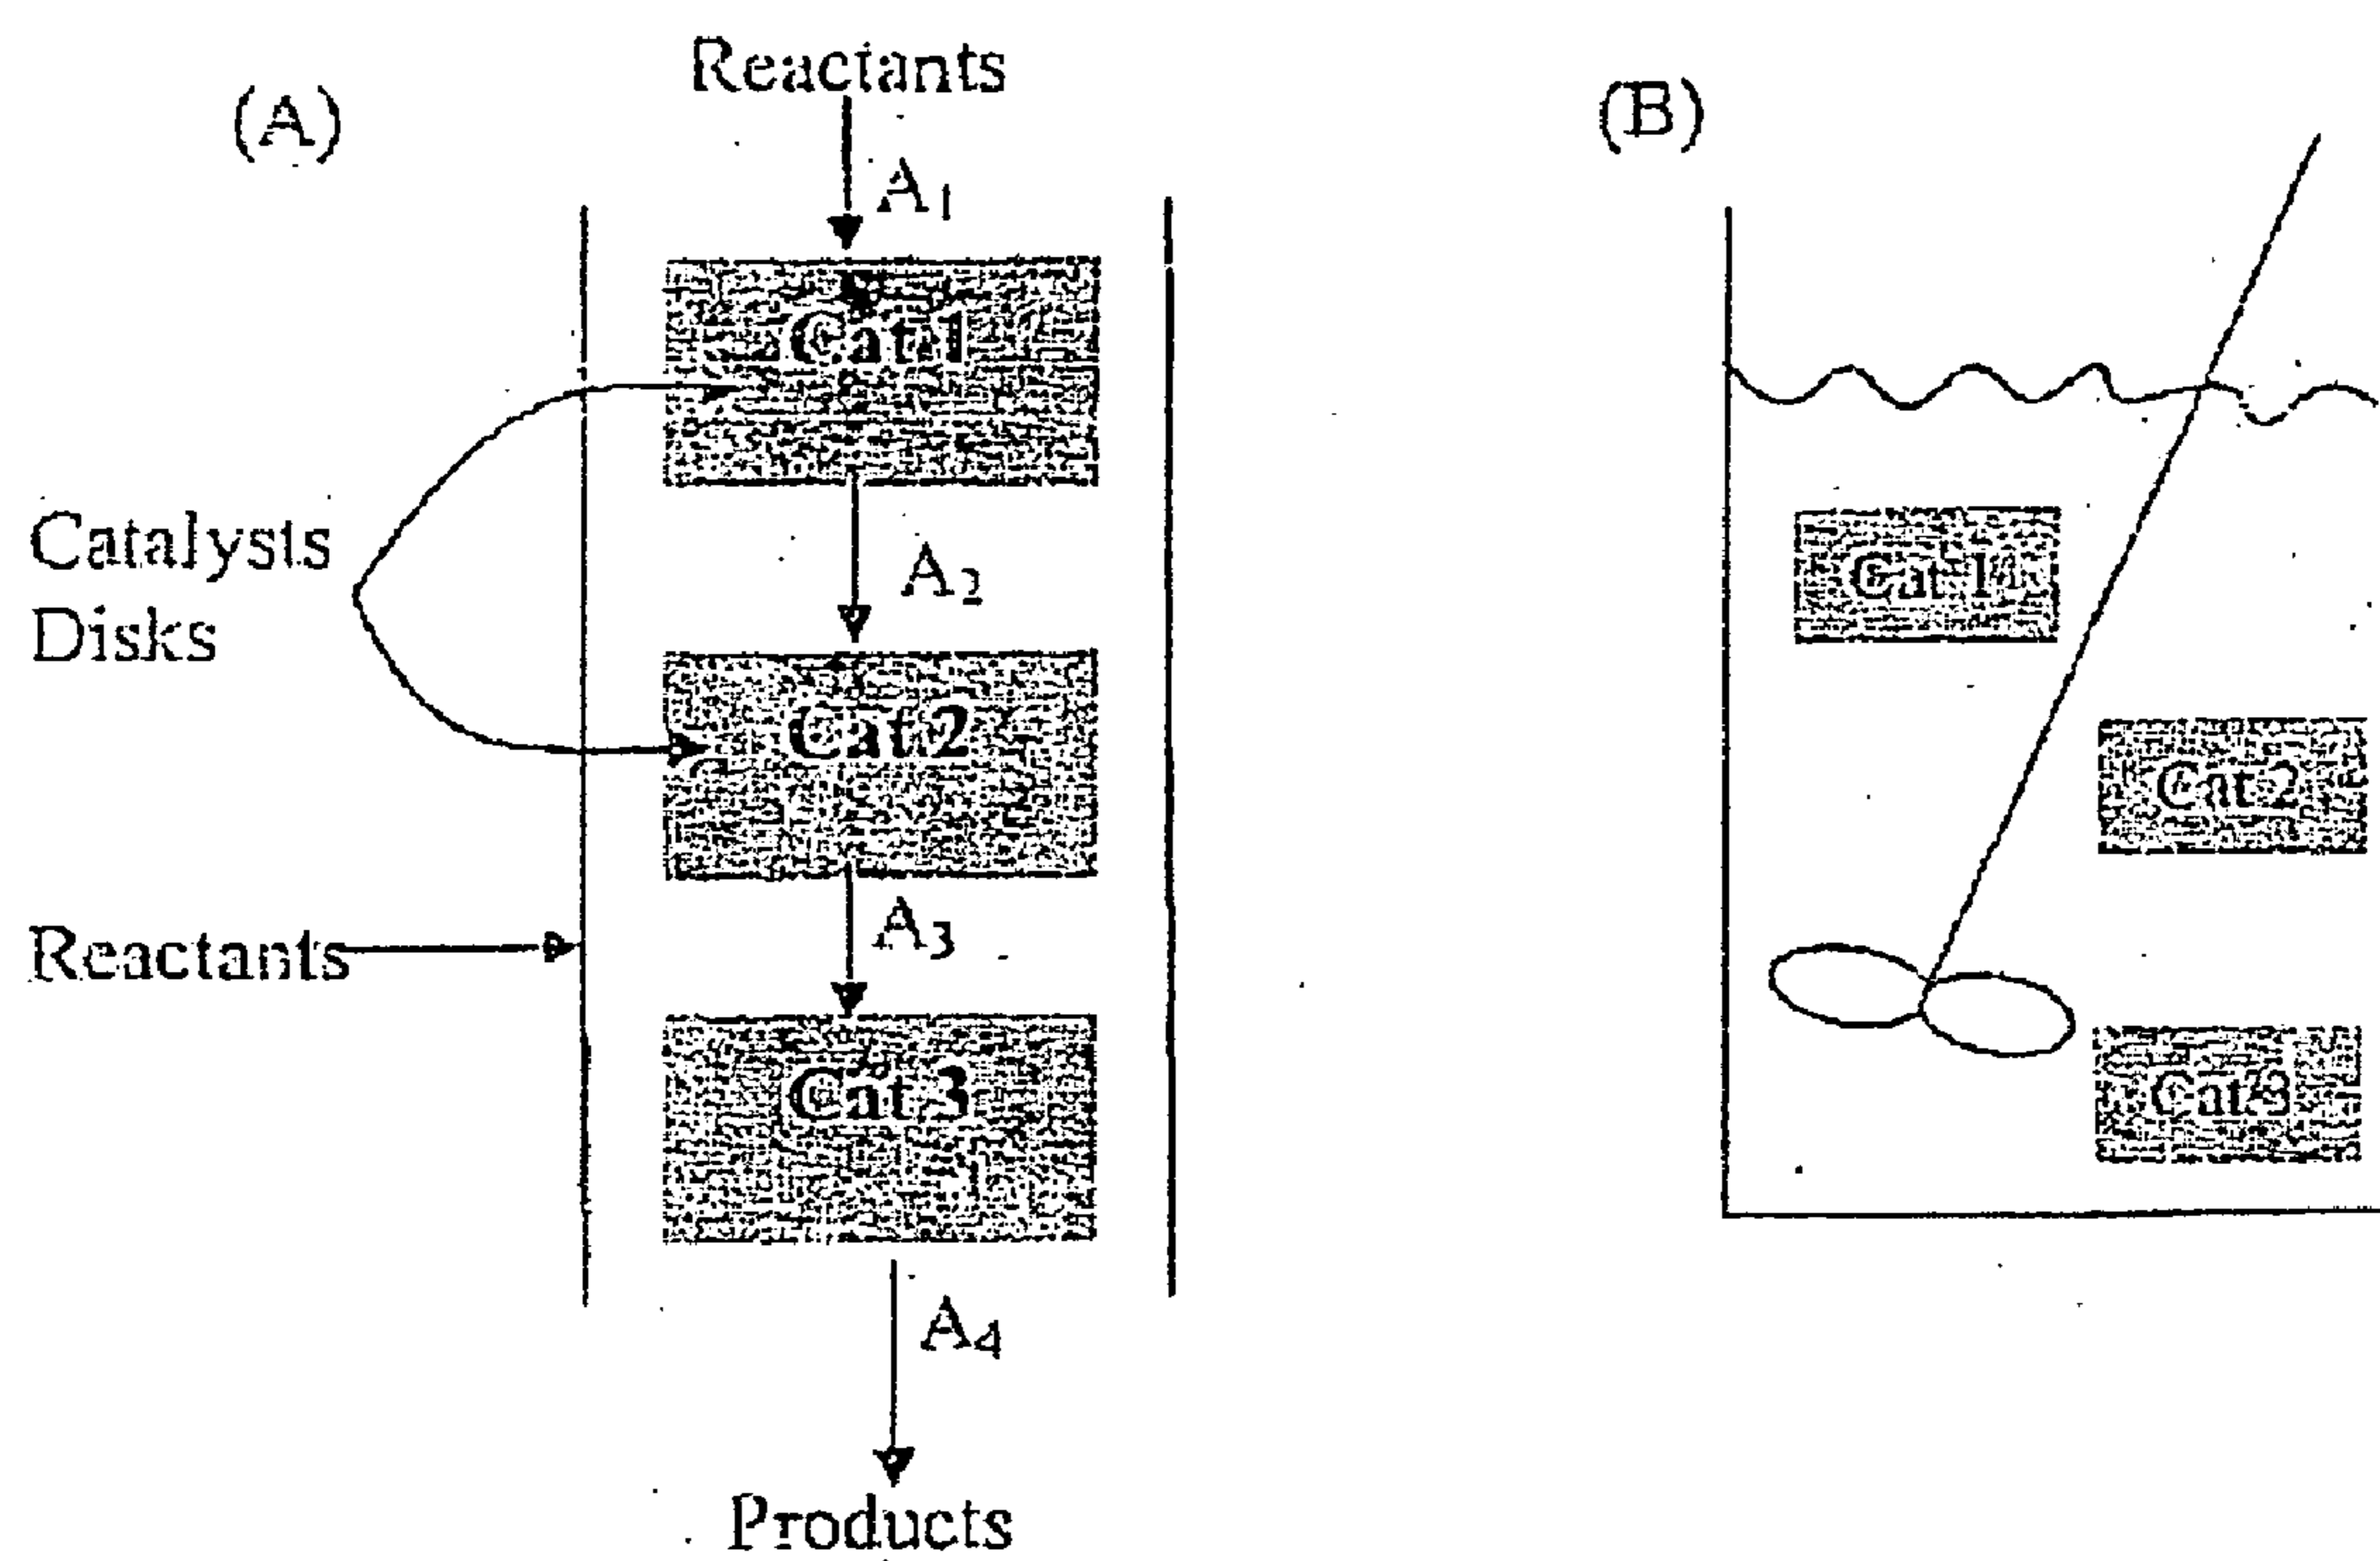 (A)
Reactants
A₁
Cat 1
Catalysts
Disks
A₂
Cat 2
Reactants
A₃
Cat 3
A₄
Products
(B)
Cat 1
Cat 2
Cat 3